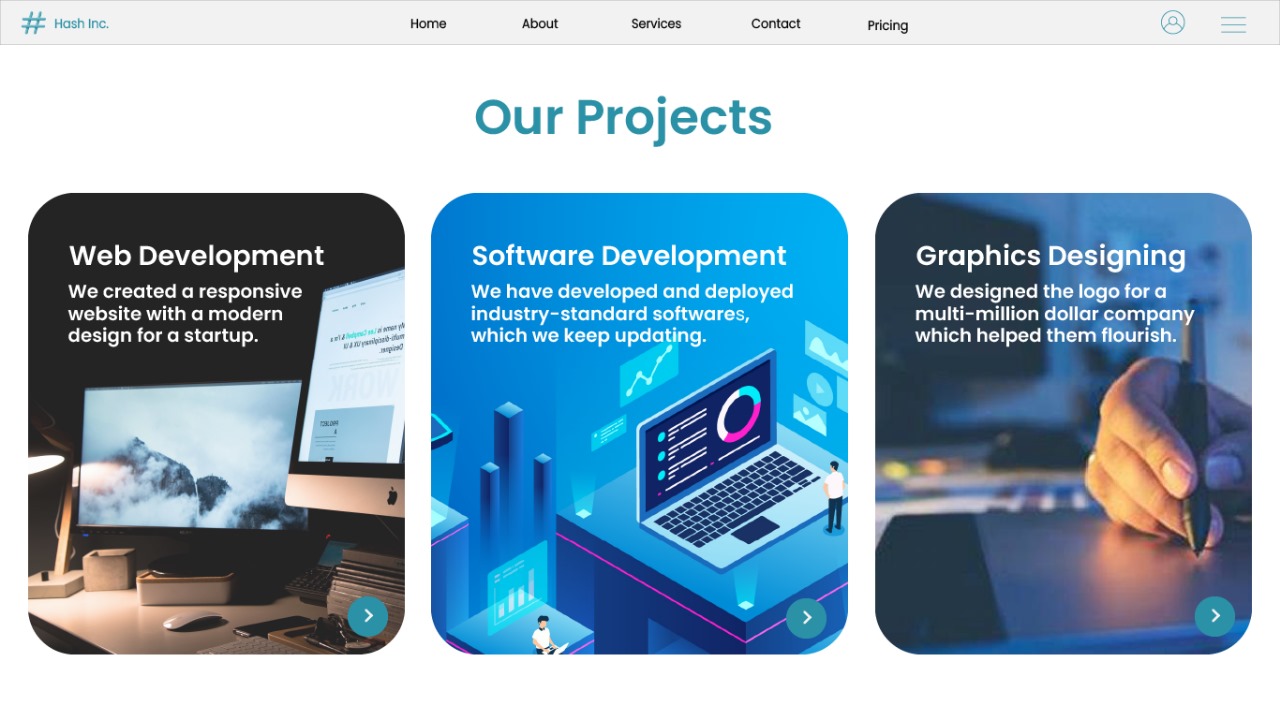 Hash Inc.
Home
About
Services
Contact
Pricing
Our Projects
Web Development
We created a responsive
website with a modern
design for a startup.
Software Development
We have developed and deployed
industry-standard softwares,
which we keep updating.
Graphics Designing
We designed the logo for a
multi-million dollar company
which helped them flourish.
WORK